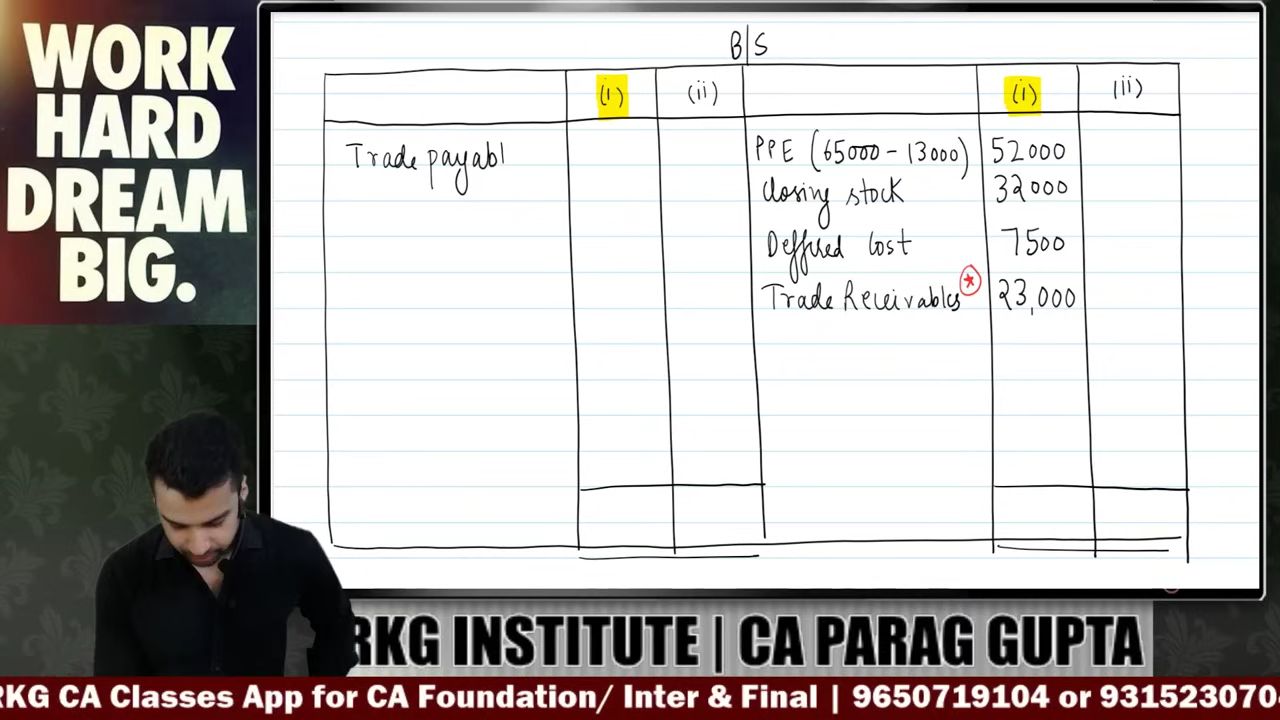 WORK
HARD
DREAM
BIG.
B|S
(i) (ii) (i) (ii)
Trade payabl
PPE (65000 - 13000) 52000
Closing stock 32000
Deffured Cost 7500
Trade Receivables * 23,000
RKG INSTITUTE | CA PARAG GUPTA
RKG CA Classes App for CA Foundation/ Inter & Final | 9650719104 or 931523070